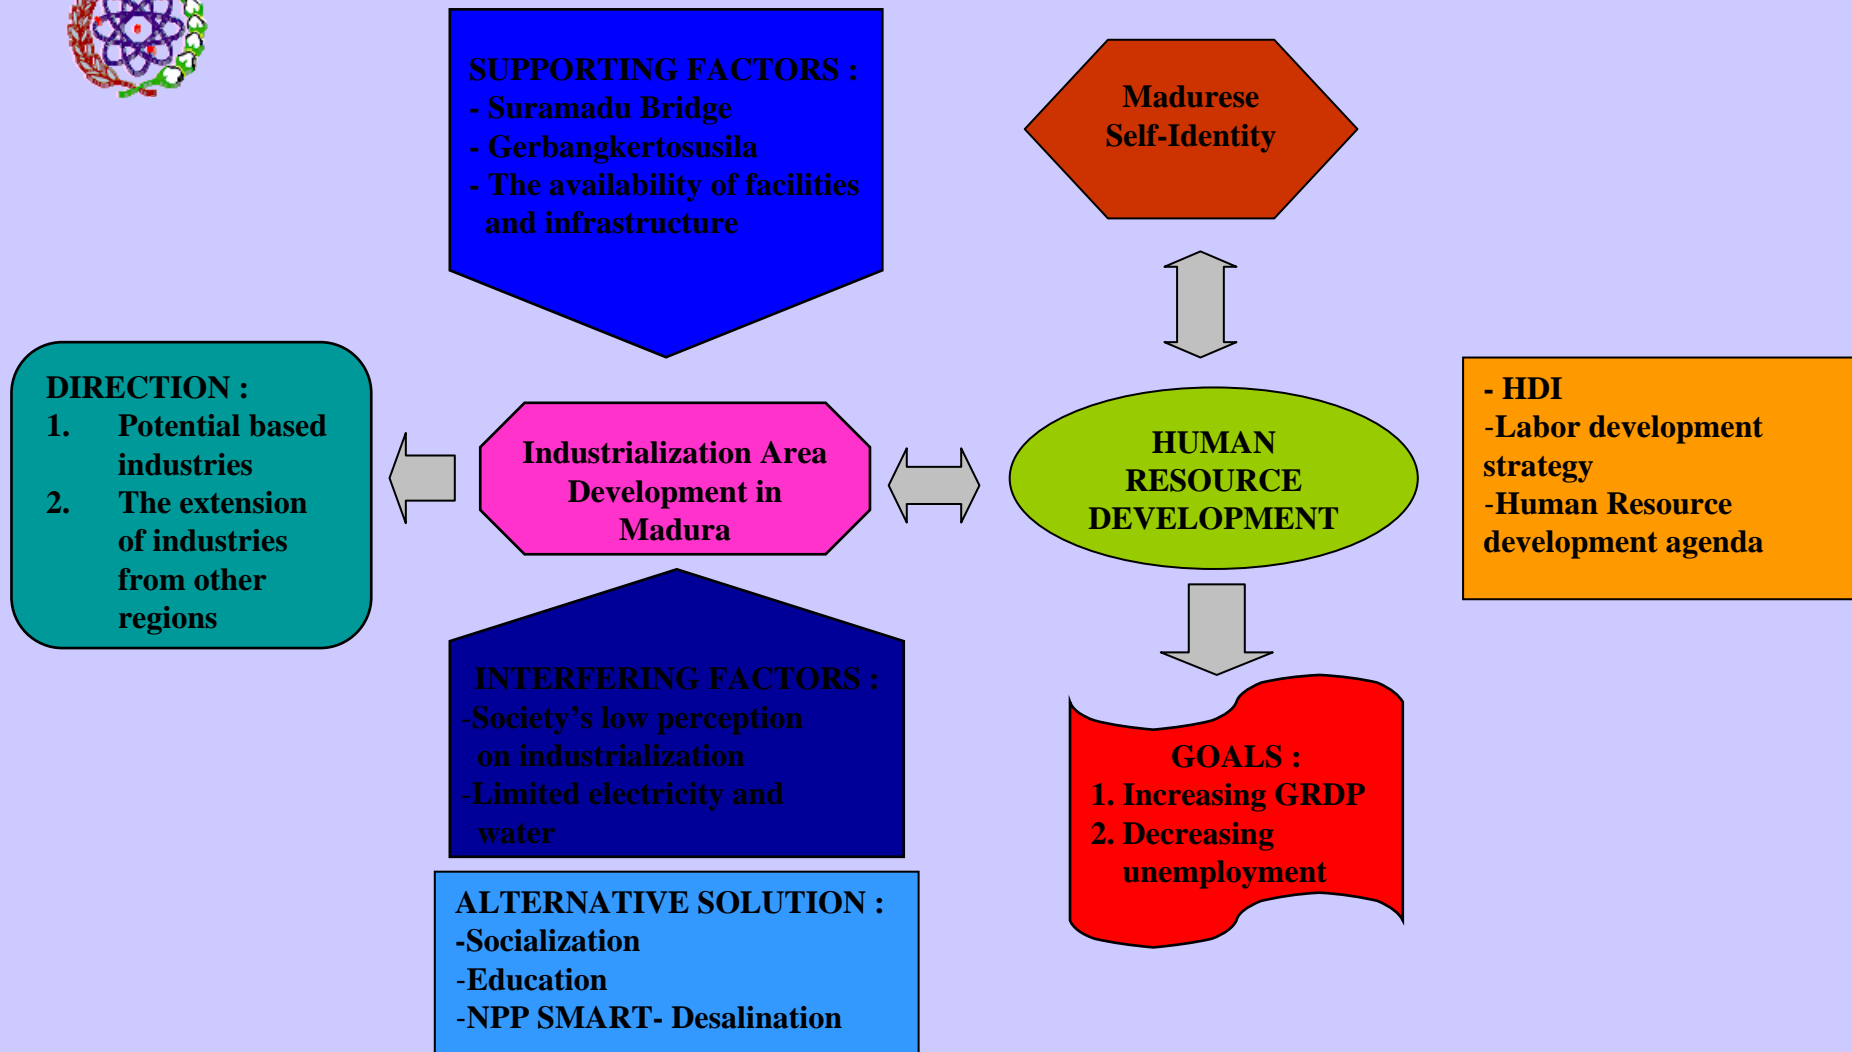 SUPPORTING FACTORS :
- Suramadu Bridge
- Gerbangkertosusila
- The availability of facilities
and infrastructure
Madurese
Self-Identity
DIRECTION :
1. Potential based
industries
2. The extension
of industries
from other
regions
Industrialization Area
Development in
Madura
HUMAN
RESOURCE
DEVELOPMENT
- HDI
-Labor development
strategy
-Human Resource
development agenda
INTERFERING FACTORS :
-Society’s low perception
on industrialization
-Limited electricity and
water
GOALS :
1. Increasing GRDP
2. Decreasing
unemployment
ALTERNATIVE SOLUTION :
-Socialization
-Education
-NPP SMART- Desalination